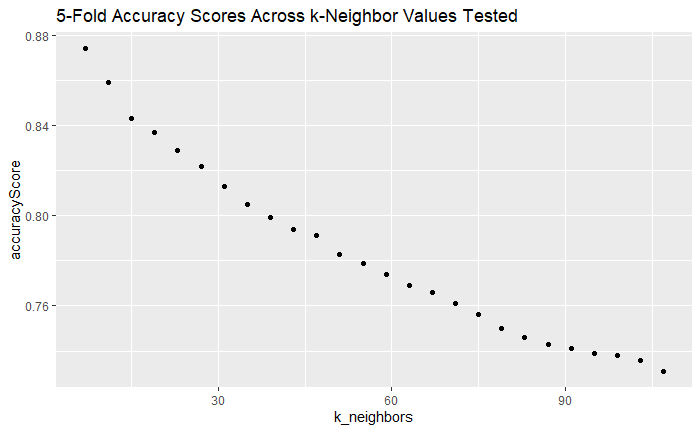 5-Fold Accuracy Scores Across k-Neighbor Values Tested
accuracyScore
0.88
0.84
0.80
0.76
30 60 90
k_neighbors